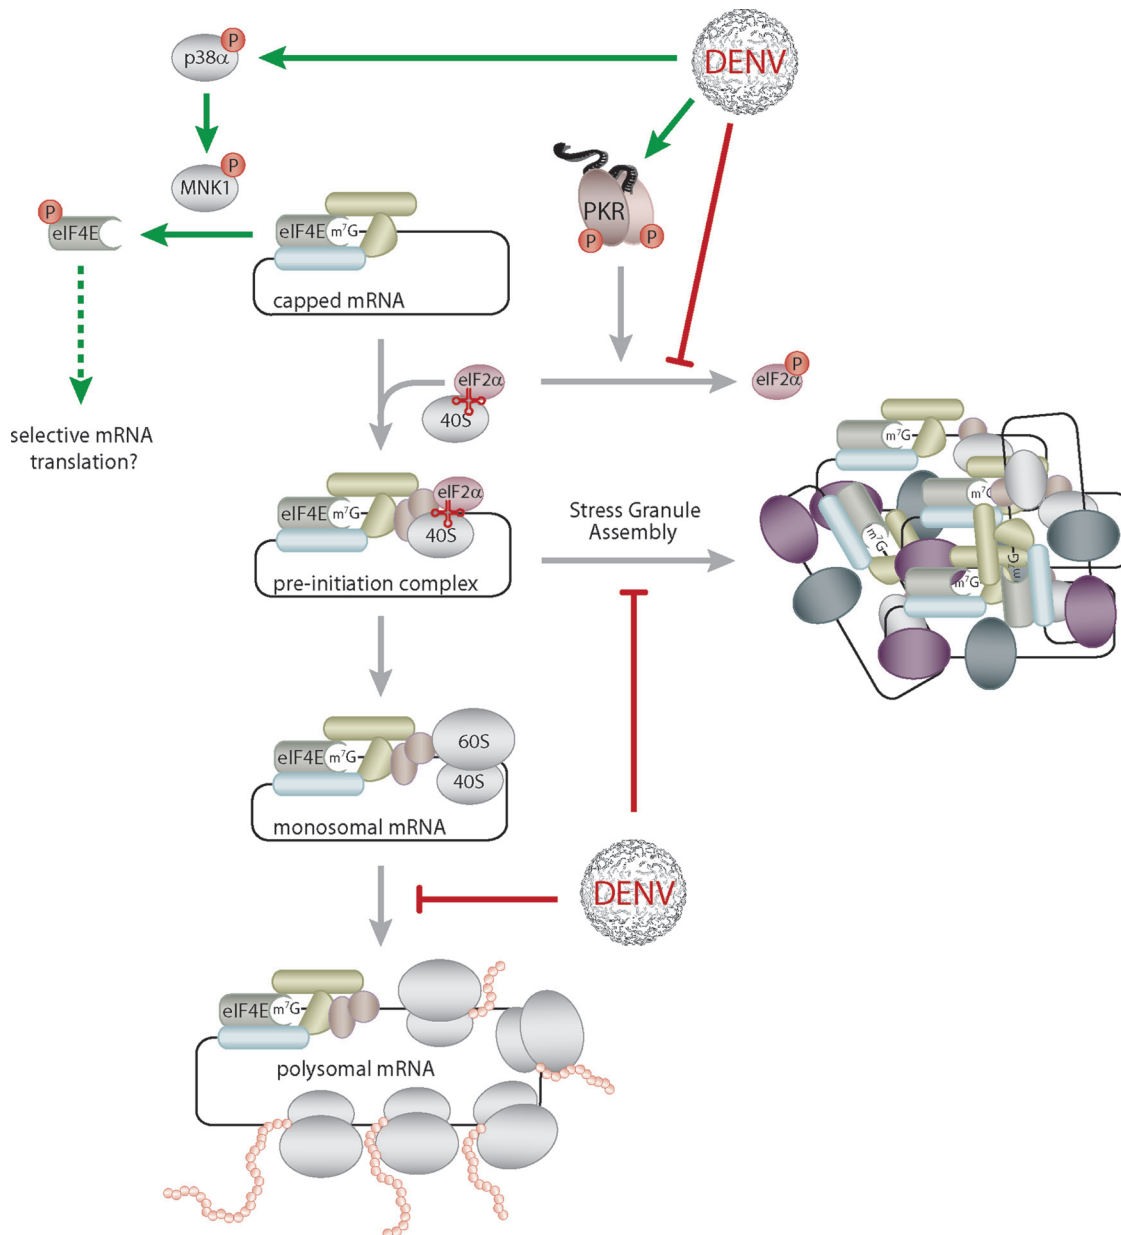 P
p38α
DENV
P
MNK1
P
eIF4E
eIF4E
m⁷G
capped mRNA
PKR
P
P
eIF2α
40S
P
eIF2α
selective mRNA
translation?
eIF4E
m⁷G
eIF2α
40S
pre-initiation complex
Stress Granule
Assembly
m⁷G
m⁷G
m⁷G
m⁷G
m⁷G
eIF4E
m⁷G
60S
40S
monosomal mRNA
DENV
eIF4E
m⁷G
polysomal mRNA